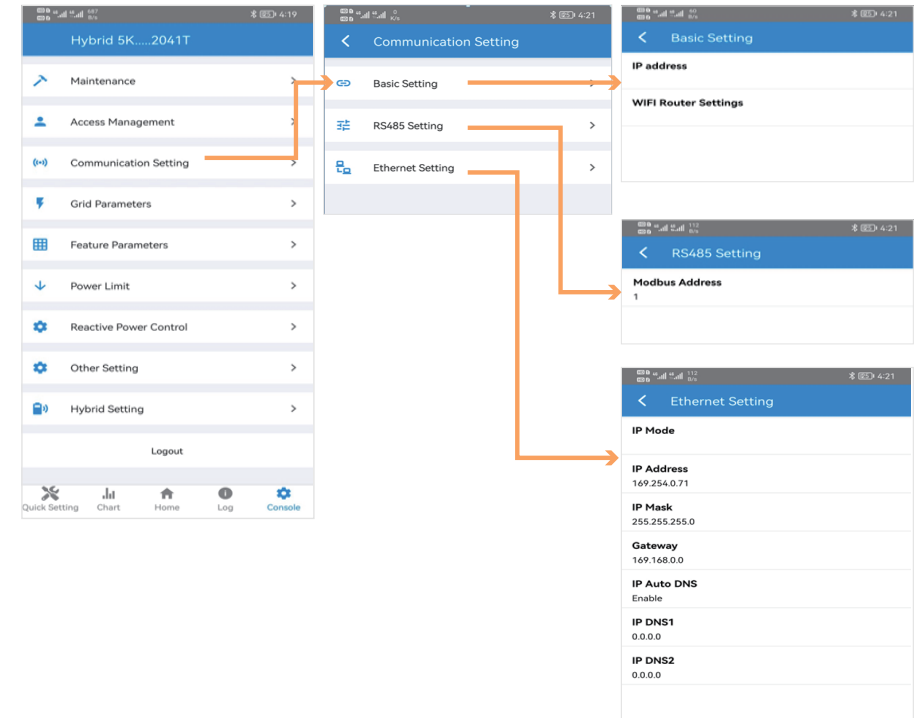 4:19
Hybrid 5K.....2041T
Maintenance
Access Management
Communication Setting
Grid Parameters
Feature Parameters
Power Limit
Reactive Power Control
Other Setting
Hybrid Setting
Logout
Quick Setting Chart Home Log Console
4:21
Communication Setting
Basic Setting
RS485 Setting
Ethernet Setting
4:21
Basic Setting
IP address
WIFI Router Settings
4:21
RS485 Setting
Modbus Address
1
4:21
Ethernet Setting
IP Mode
IP Address
169.254.0.71
IP Mask
255.255.255.0
Gateway
169.168.0.0
IP Auto DNS
Enable
IP DNS1
0.0.0.0
IP DNS2
0.0.0.0